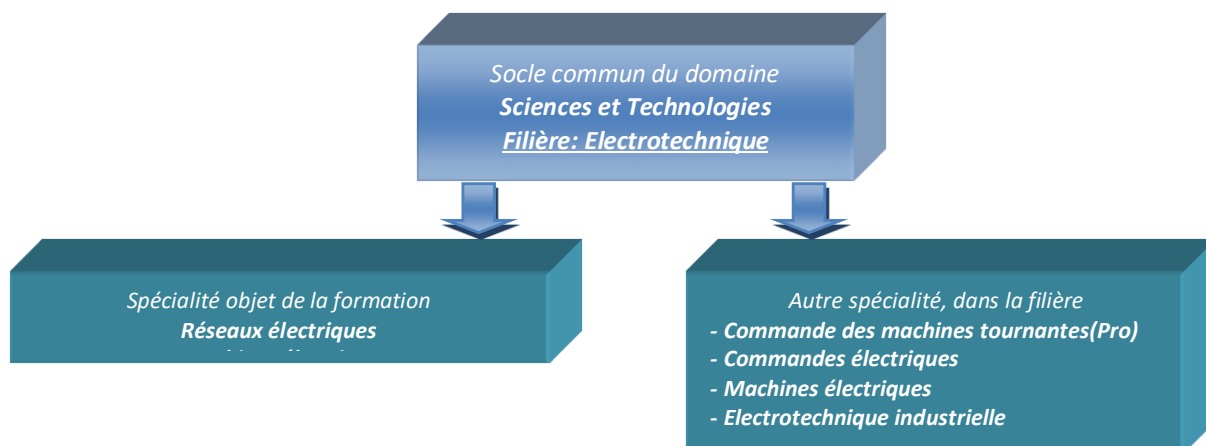 Socle commun du domaine
Sciences et Technologies
Filière: Electrotechnique
Spécialité objet de la formation
Réseaux électriques
Autre spécialité, dans la filière
- Commande des machines tournantes(Pro)
- Commandes électriques
- Machines électriques
- Electrotechnique industrielle